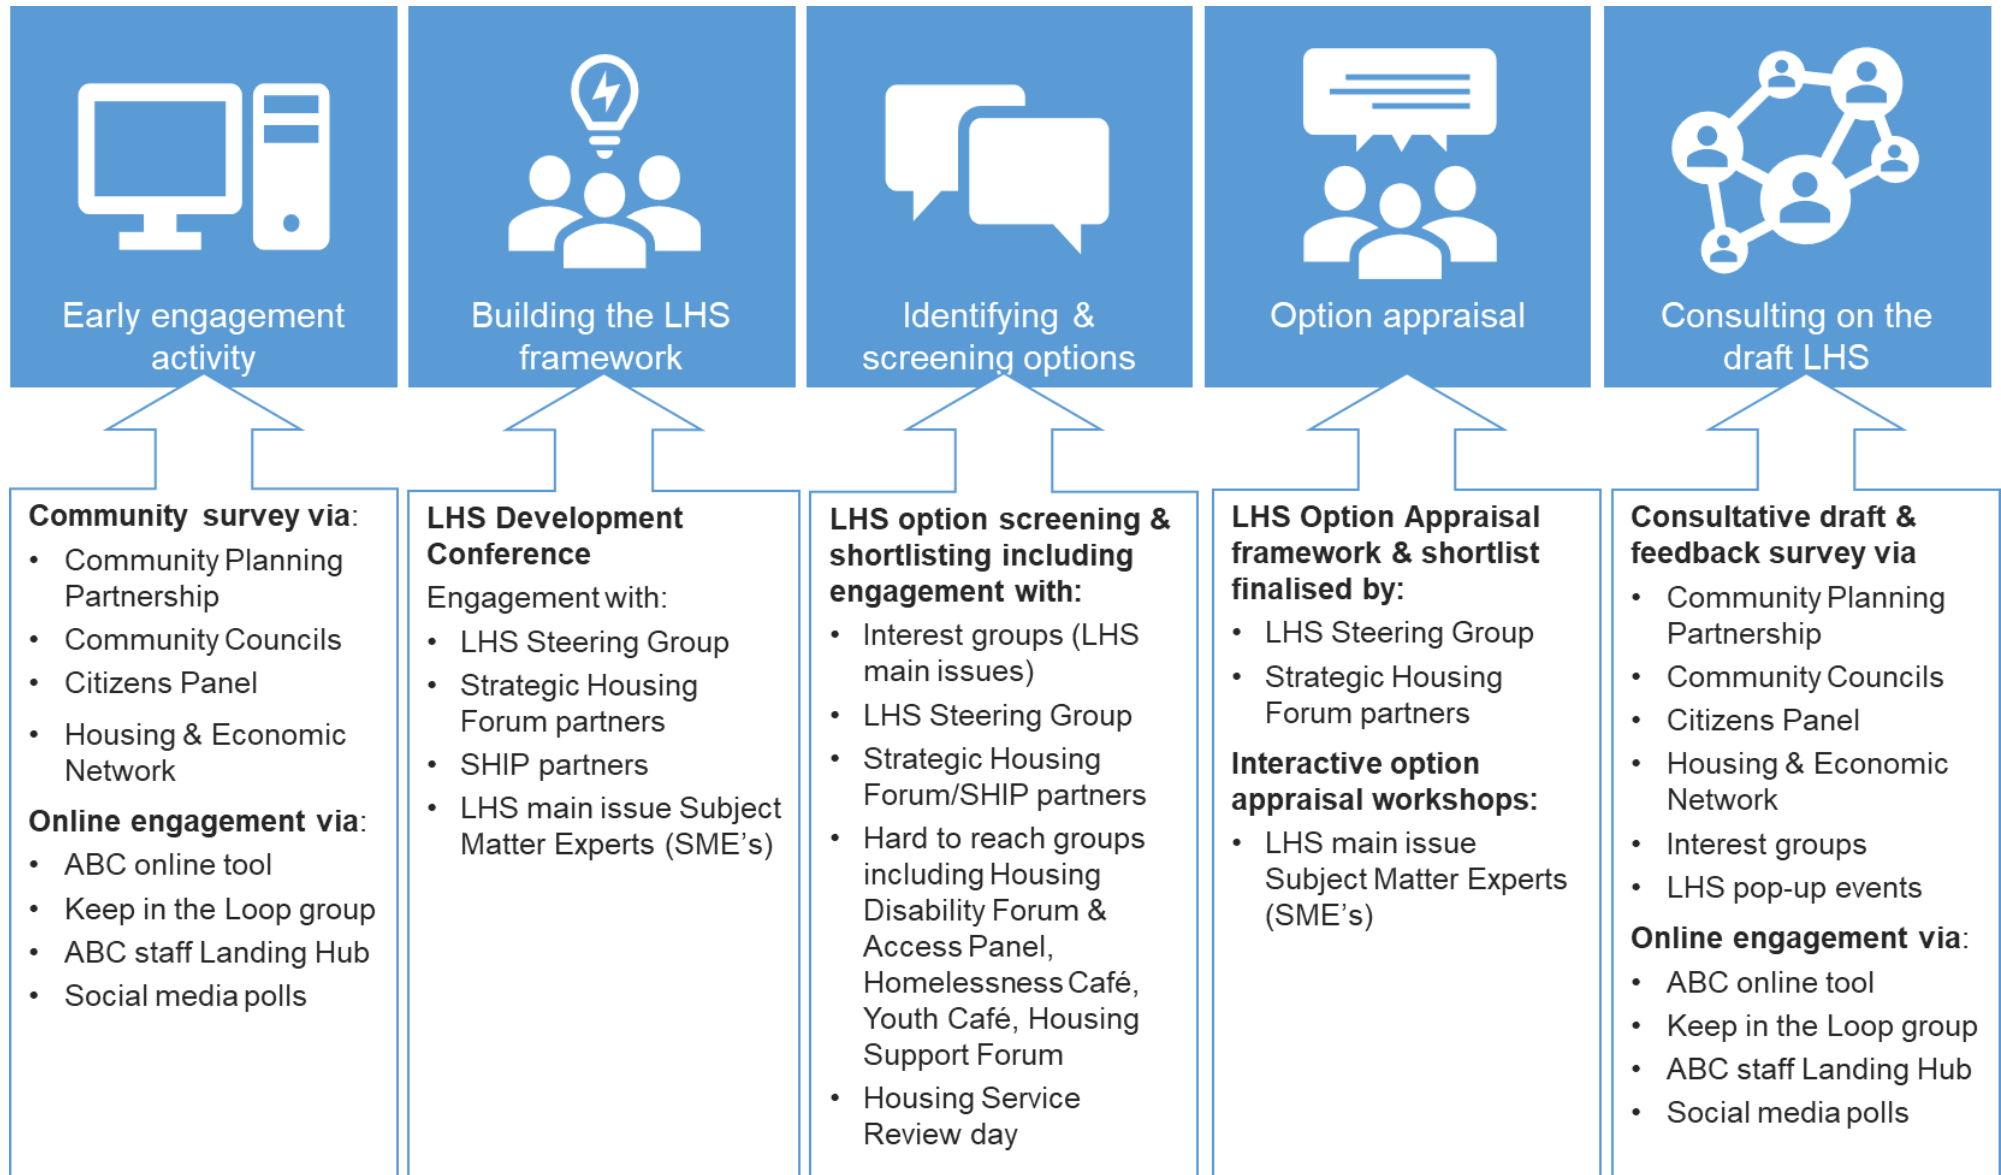 Early engagement
activity
Building the LHS
framework
Identifying &
screening options
Option appraisal
Consulting on the
draft LHS
Community survey via:
• Community Planning
Partnership
• Community Councils
• Citizens Panel
• Housing & Economic
Network
Online engagement via:
• ABC online tool
• Keep in the Loop group
• ABC staff Landing Hub
• Social media polls
LHS Development
Conference
Engagement with:
• LHS Steering Group
• Strategic Housing
Forum partners
• SHIP partners
• LHS main issue Subject
Matter Experts (SME's)
LHS option screening &
shortlisting including
engagement with:
• Interest groups (LHS
main issues)
• LHS Steering Group
• Strategic Housing
Forum/SHIP partners
• Hard to reach groups
including Housing
Disability Forum &
Access Panel,
Homelessness Café,
Youth Café, Housing
Support Forum
• Housing Service
Review day
LHS Option Appraisal
framework & shortlist
finalised by:
• LHS Steering Group
• Strategic Housing
Forum partners
Interactive option
appraisal workshops:
• LHS main issue
Subject Matter Experts
(SME's)
Consultative draft &
feedback survey via
• Community Planning
Partnership
• Community Councils
• Citizens Panel
• Housing & Economic
Network
• Interest groups
• LHS pop-up events
Online engagement via:
• ABC online tool
• Keep in the Loop group
• ABC staff Landing Hub
• Social media polls